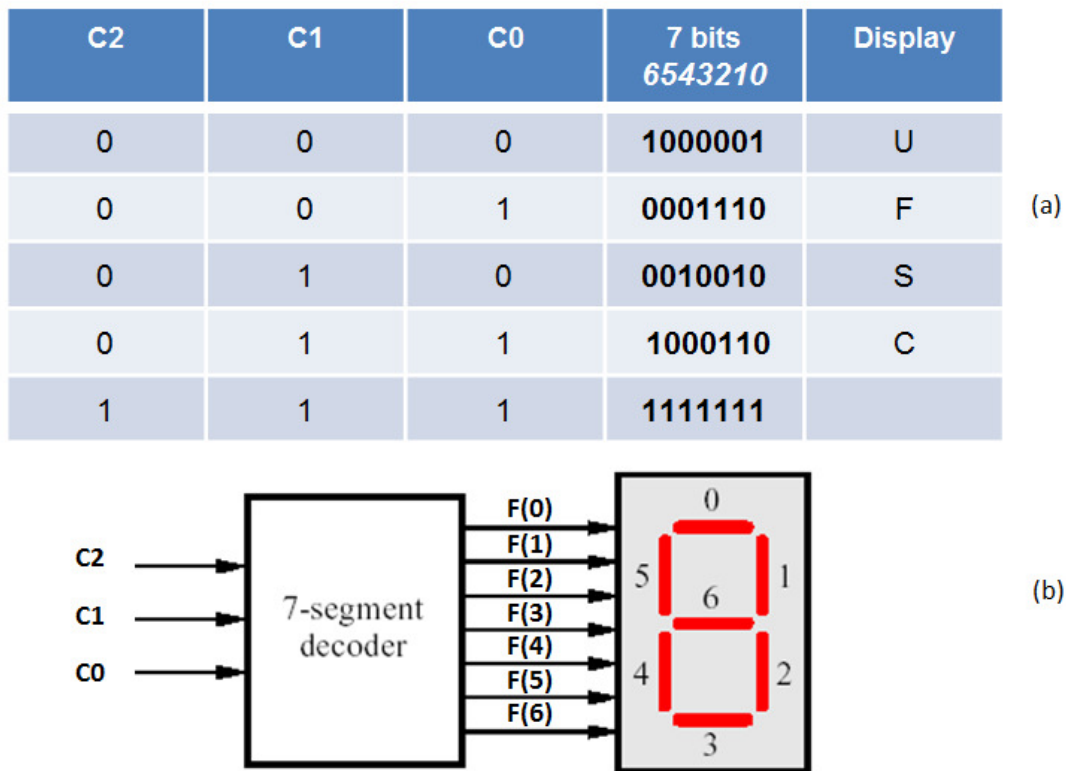 C2 C1 C0 7 bits Display
6543210
0 0 0 1000001 U
0 0 1 0001110 F
(a)
0 1 0 0010010 S
0 1 1 1000110 C
1 1 1 1111111
C2
C1
C0
7-segment
decoder
F(0)
F(1)
F(2)
F(3)
F(4)
F(5)
F(6)
0
5 1
6
4 2
3
(b)